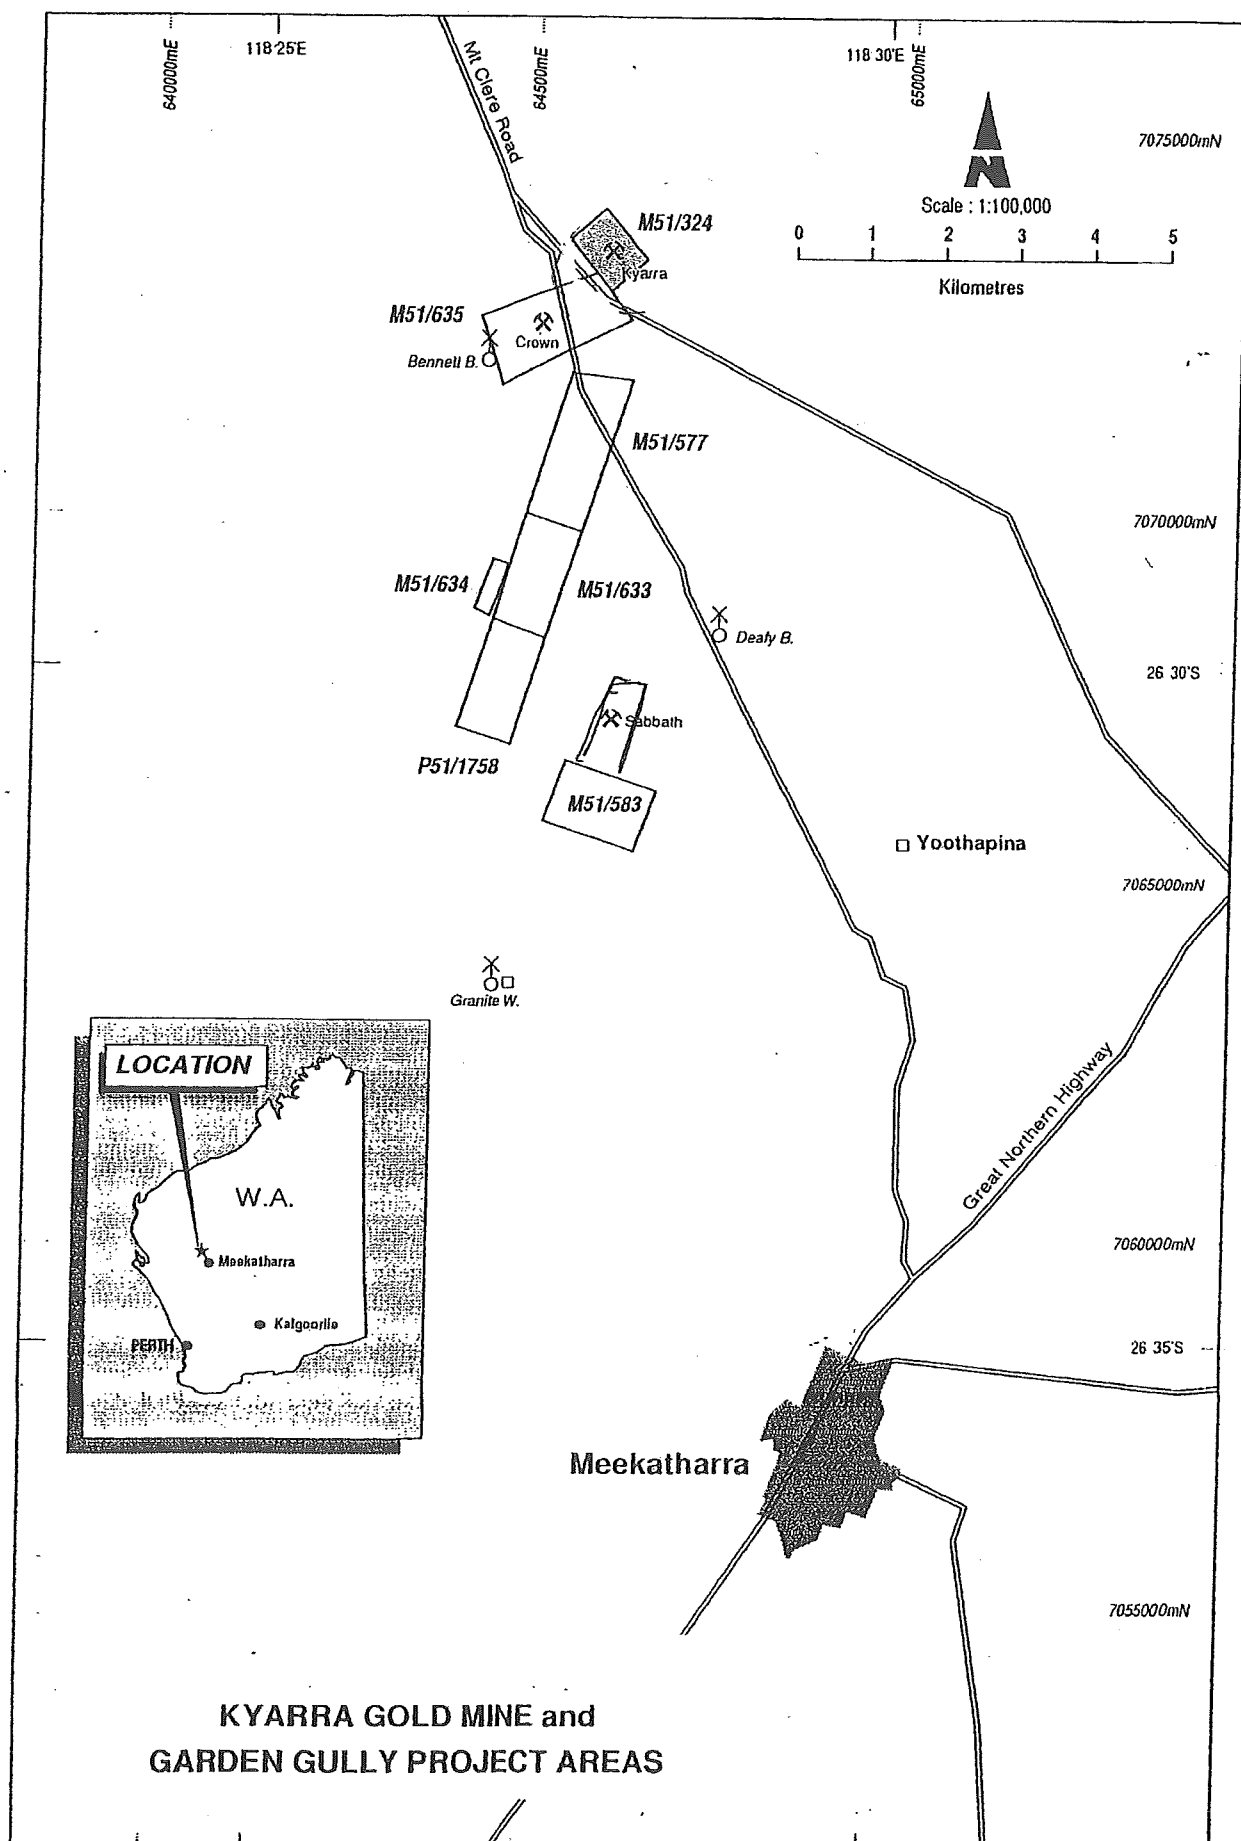 640000mE
118 25'E
64500mE
118 30'E
65000mE
Mt Clere Road
7075000mN
N
Scale : 1:100,000
0 1 2 3 4 5
Kilometres
M51/324
Kyarra
M51/635
Crown
Bennell B.
M51/577
7070000mN
M51/634
M51/633
Dealy B.
26 30'S
Sabbath
P51/1758
M51/583
Yoothapina
7065000mN
Granite W.
LOCATION
W.A.
Meekatharra
Kalgoorlie
PERTH
Great Northern Highway
7060000mN
26 35'S
Meekatharra
7055000mN
KYARRA GOLD MINE and
GARDEN GULLY PROJECT AREAS